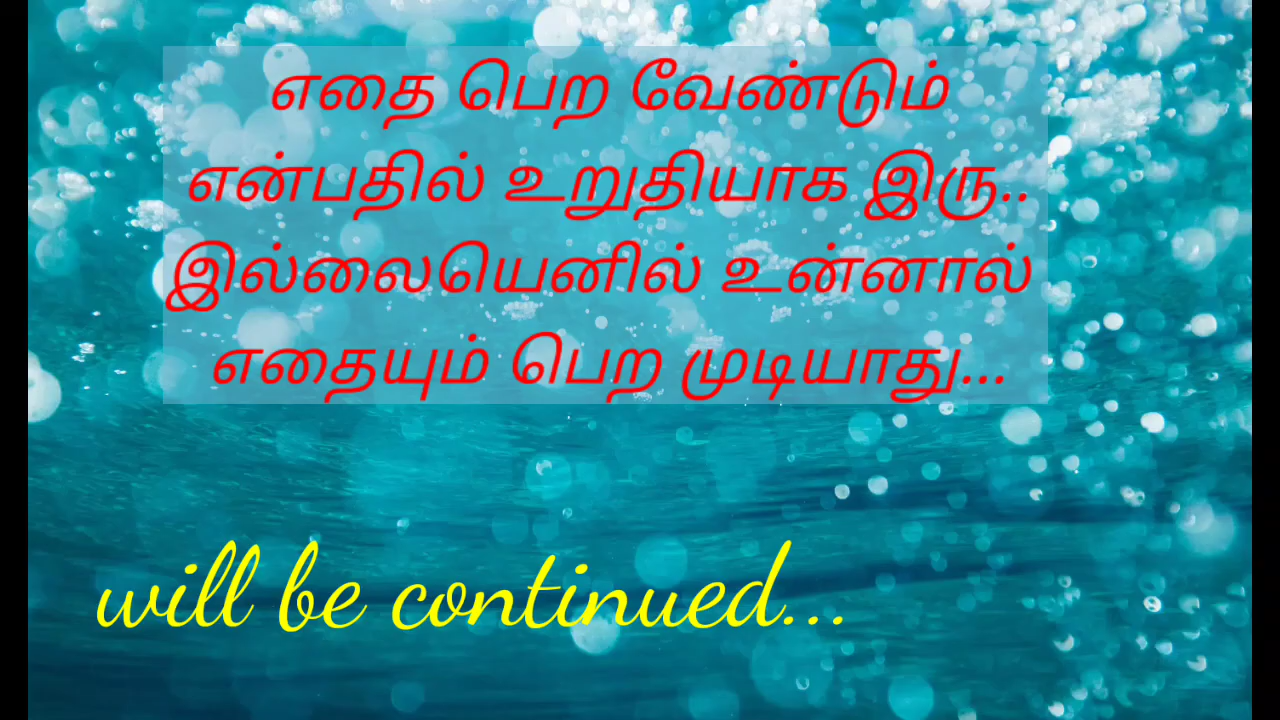 எதை பெற வேண்டும்
என்பதில் உறுதியாக இரு..
இல்லையெனில் உன்னால்
எதையும் பெற முடியாது...
will be continued...